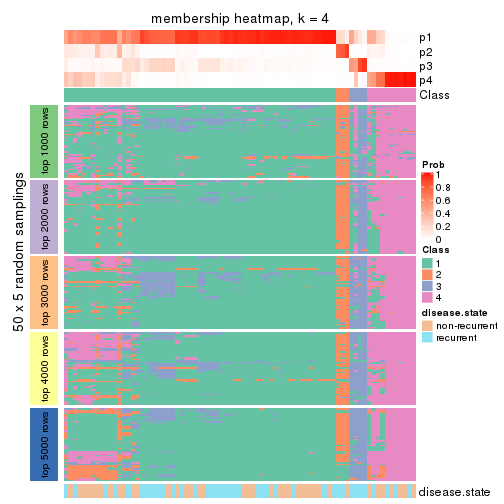 membership heatmap, k = 4
p1
p2
p3
p4
Class
50 x 5 random samplings
top 1000 rows
top 2000 rows
top 3000 rows
top 4000 rows
top 5000 rows
disease.state
Prob
1
0.8
0.6
0.4
0.2
0
Class
1
2
3
4
disease.state
non-recurrent
recurrent